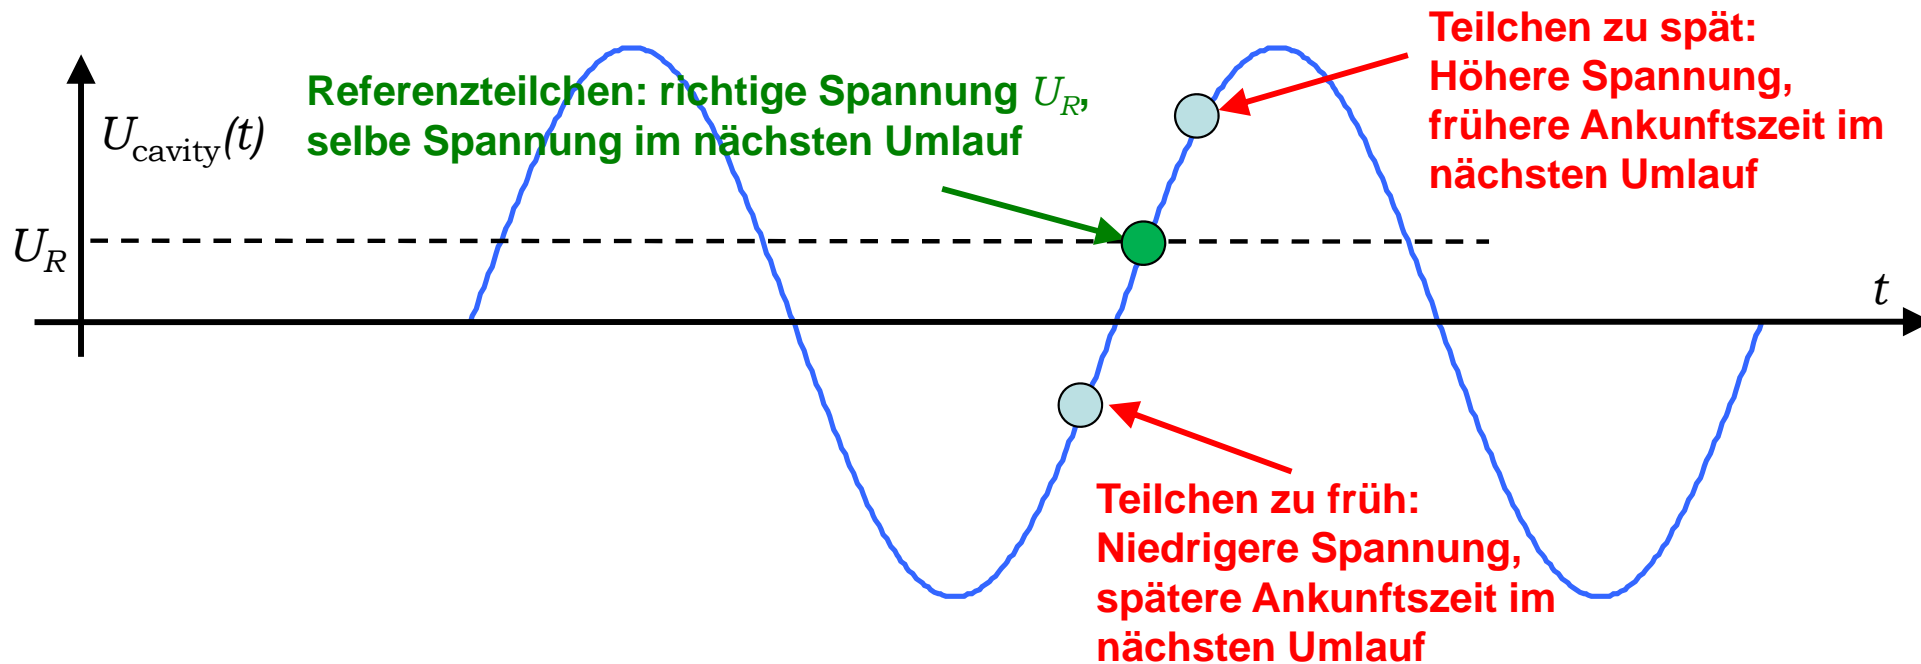 Teilchen zu spät:
Höhere Spannung,
frühere Ankunftszeit im
nächsten Umlauf
Referenzteilchen: richtige Spannung U_R,
selbe Spannung im nächsten Umlauf
U_cavity(t)
U_R
t
Teilchen zu früh:
Niedrigere Spannung,
spätere Ankunftszeit im
nächsten Umlauf